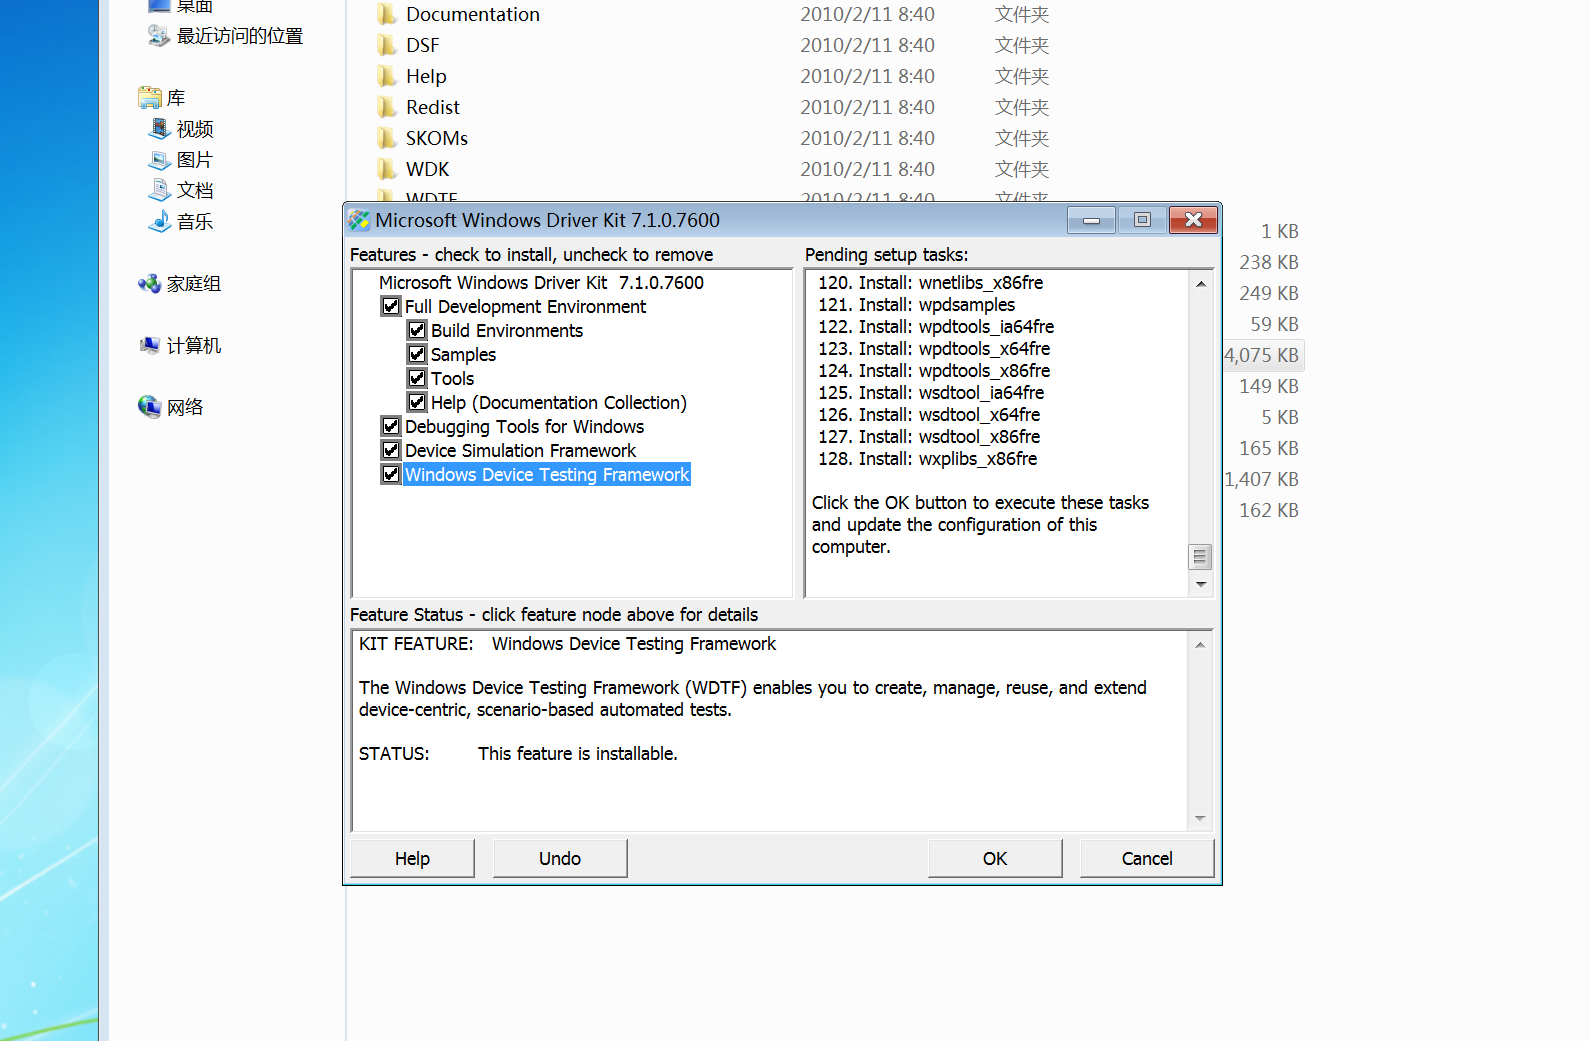 桌面
最近访问的位置
库
视频
图片
文档
音乐
家庭组
计算机
网络
Documentation 2010/2/11 8:40 文件夹
DSF 2010/2/11 8:40 文件夹
Help 2010/2/11 8:40 文件夹
Redist 2010/2/11 8:40 文件夹
SKOMs 2010/2/11 8:40 文件夹
WDK 2010/2/11 8:40 文件夹
WDTF 2010/2/11 8:40 文件夹
1 KB
238 KB
249 KB
59 KB
4,075 KB
149 KB
5 KB
165 KB
1,407 KB
162 KB
Microsoft Windows Driver Kit 7.1.0.7600
Features - check to install, uncheck to remove
Microsoft Windows Driver Kit 7.1.0.7600
Full Development Environment
Build Environments
Samples
Tools
Help (Documentation Collection)
Debugging Tools for Windows
Device Simulation Framework
Windows Device Testing Framework
Pending setup tasks:
120. Install: wnetlibs_x86fre
121. Install: wpdsamples
122. Install: wpdtools_ia64fre
123. Install: wpdtools_x64fre
124. Install: wpdtools_x86fre
125. Install: wsdtool_ia64fre
126. Install: wsdtool_x64fre
127. Install: wsdtool_x86fre
128. Install: wxplibs_x86fre
Click the OK button to execute these tasks
and update the configuration of this
computer.
Feature Status - click feature node above for details
KIT FEATURE: Windows Device Testing Framework
The Windows Device Testing Framework (WDTF) enables you to create, manage, reuse, and extend
device-centric, scenario-based automated tests.
STATUS: This feature is installable.
Help Undo OK Cancel